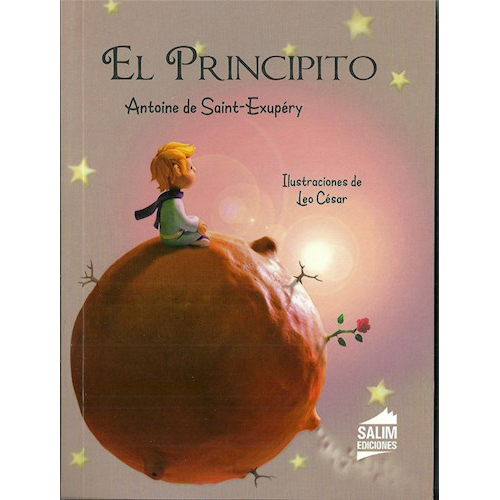 EL PRINCIPITO
Antoine de Saint-Exupéry
Ilustraciones de
Leo César
SALIM
EDICIONES